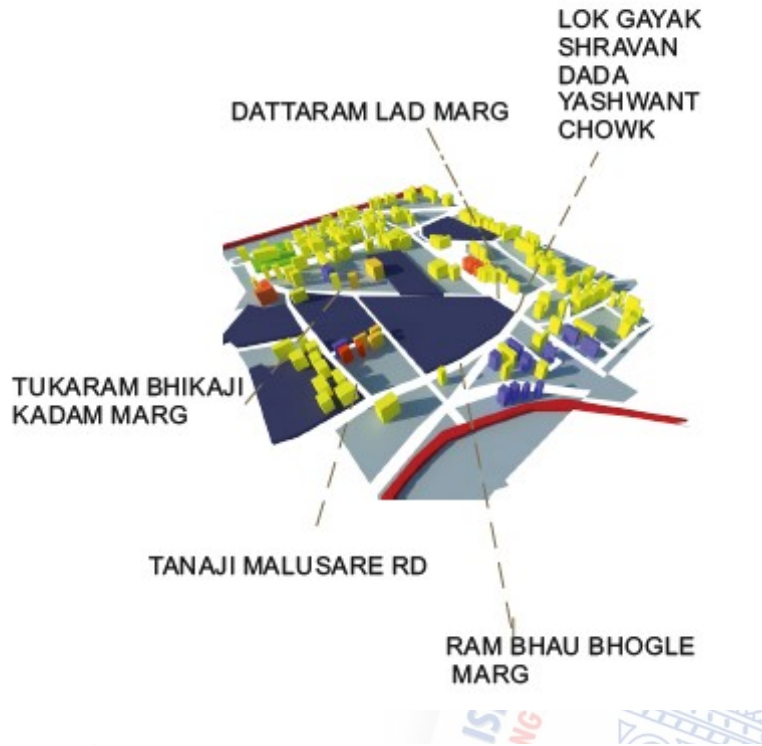 LOK GAYAK
SHRAVAN
DADA
YASHWANT
CHOWK
DATTARAM LAD MARG
TUKARAM BHIKAJI
KADAM MARG
TANAJI MALUSARE RD
RAM BHAU BHOGLE
MARG